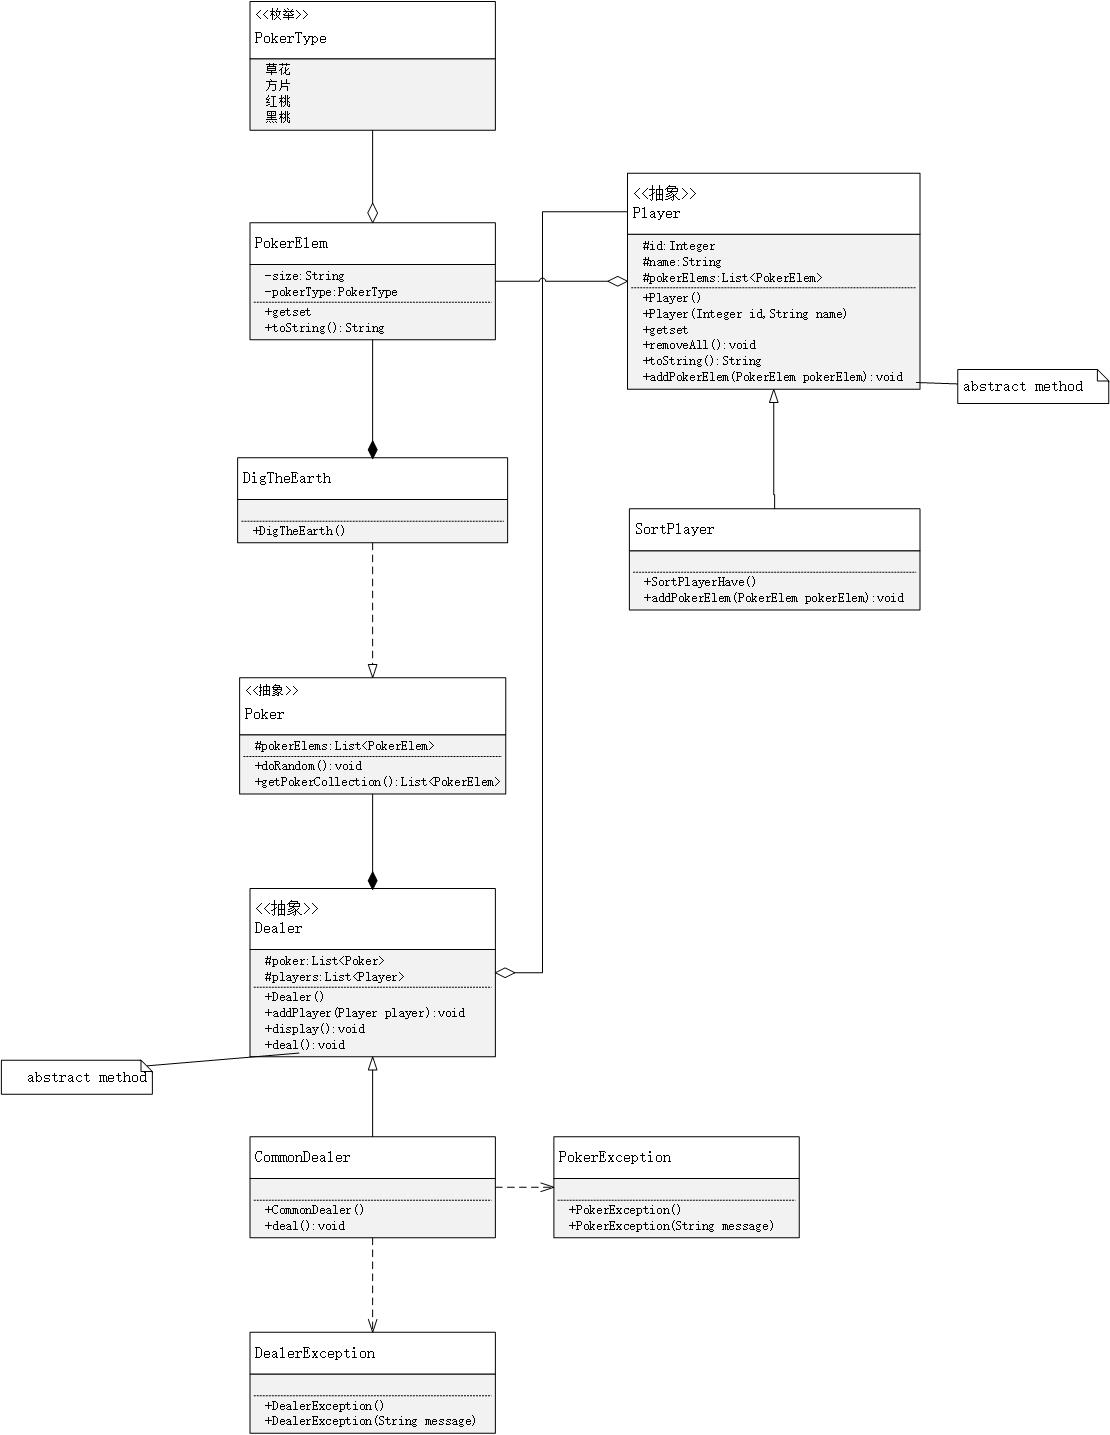 <<枚举>>
PokerType
草花
方片
红桃
黑桃
<<抽象>>
Player
#id:Integer
#name:String
#pokerElems:List<PokerElem>
+Player()
+Player(Integer id,String name)
+getset
+removeAll():void
+toString():String
+addPokerElem(PokerElem pokerElem):void
abstract method
PokerElem
-size:String
-pokerType:PokerType
+getset
+toString():String
DigTheEarth
+DigTheEarth()
SortPlayer
+SortPlayerHave()
+addPokerElem(PokerElem pokerElem):void
<<抽象>>
Poker
#pokerElems:List<PokerElem>
+doRandom():void
+getPokerCollection():List<PokerElem>
<<抽象>>
Dealer
#poker:List<Poker>
#players:List<Player>
+Dealer()
+addPlayer(Player player):void
+display():void
+deal():void
abstract method
CommonDealer
+CommonDealer()
+deal():void
PokerException
+PokerException()
+PokerException(String message)
DealerException
+DealerException()
+DealerException(String message)